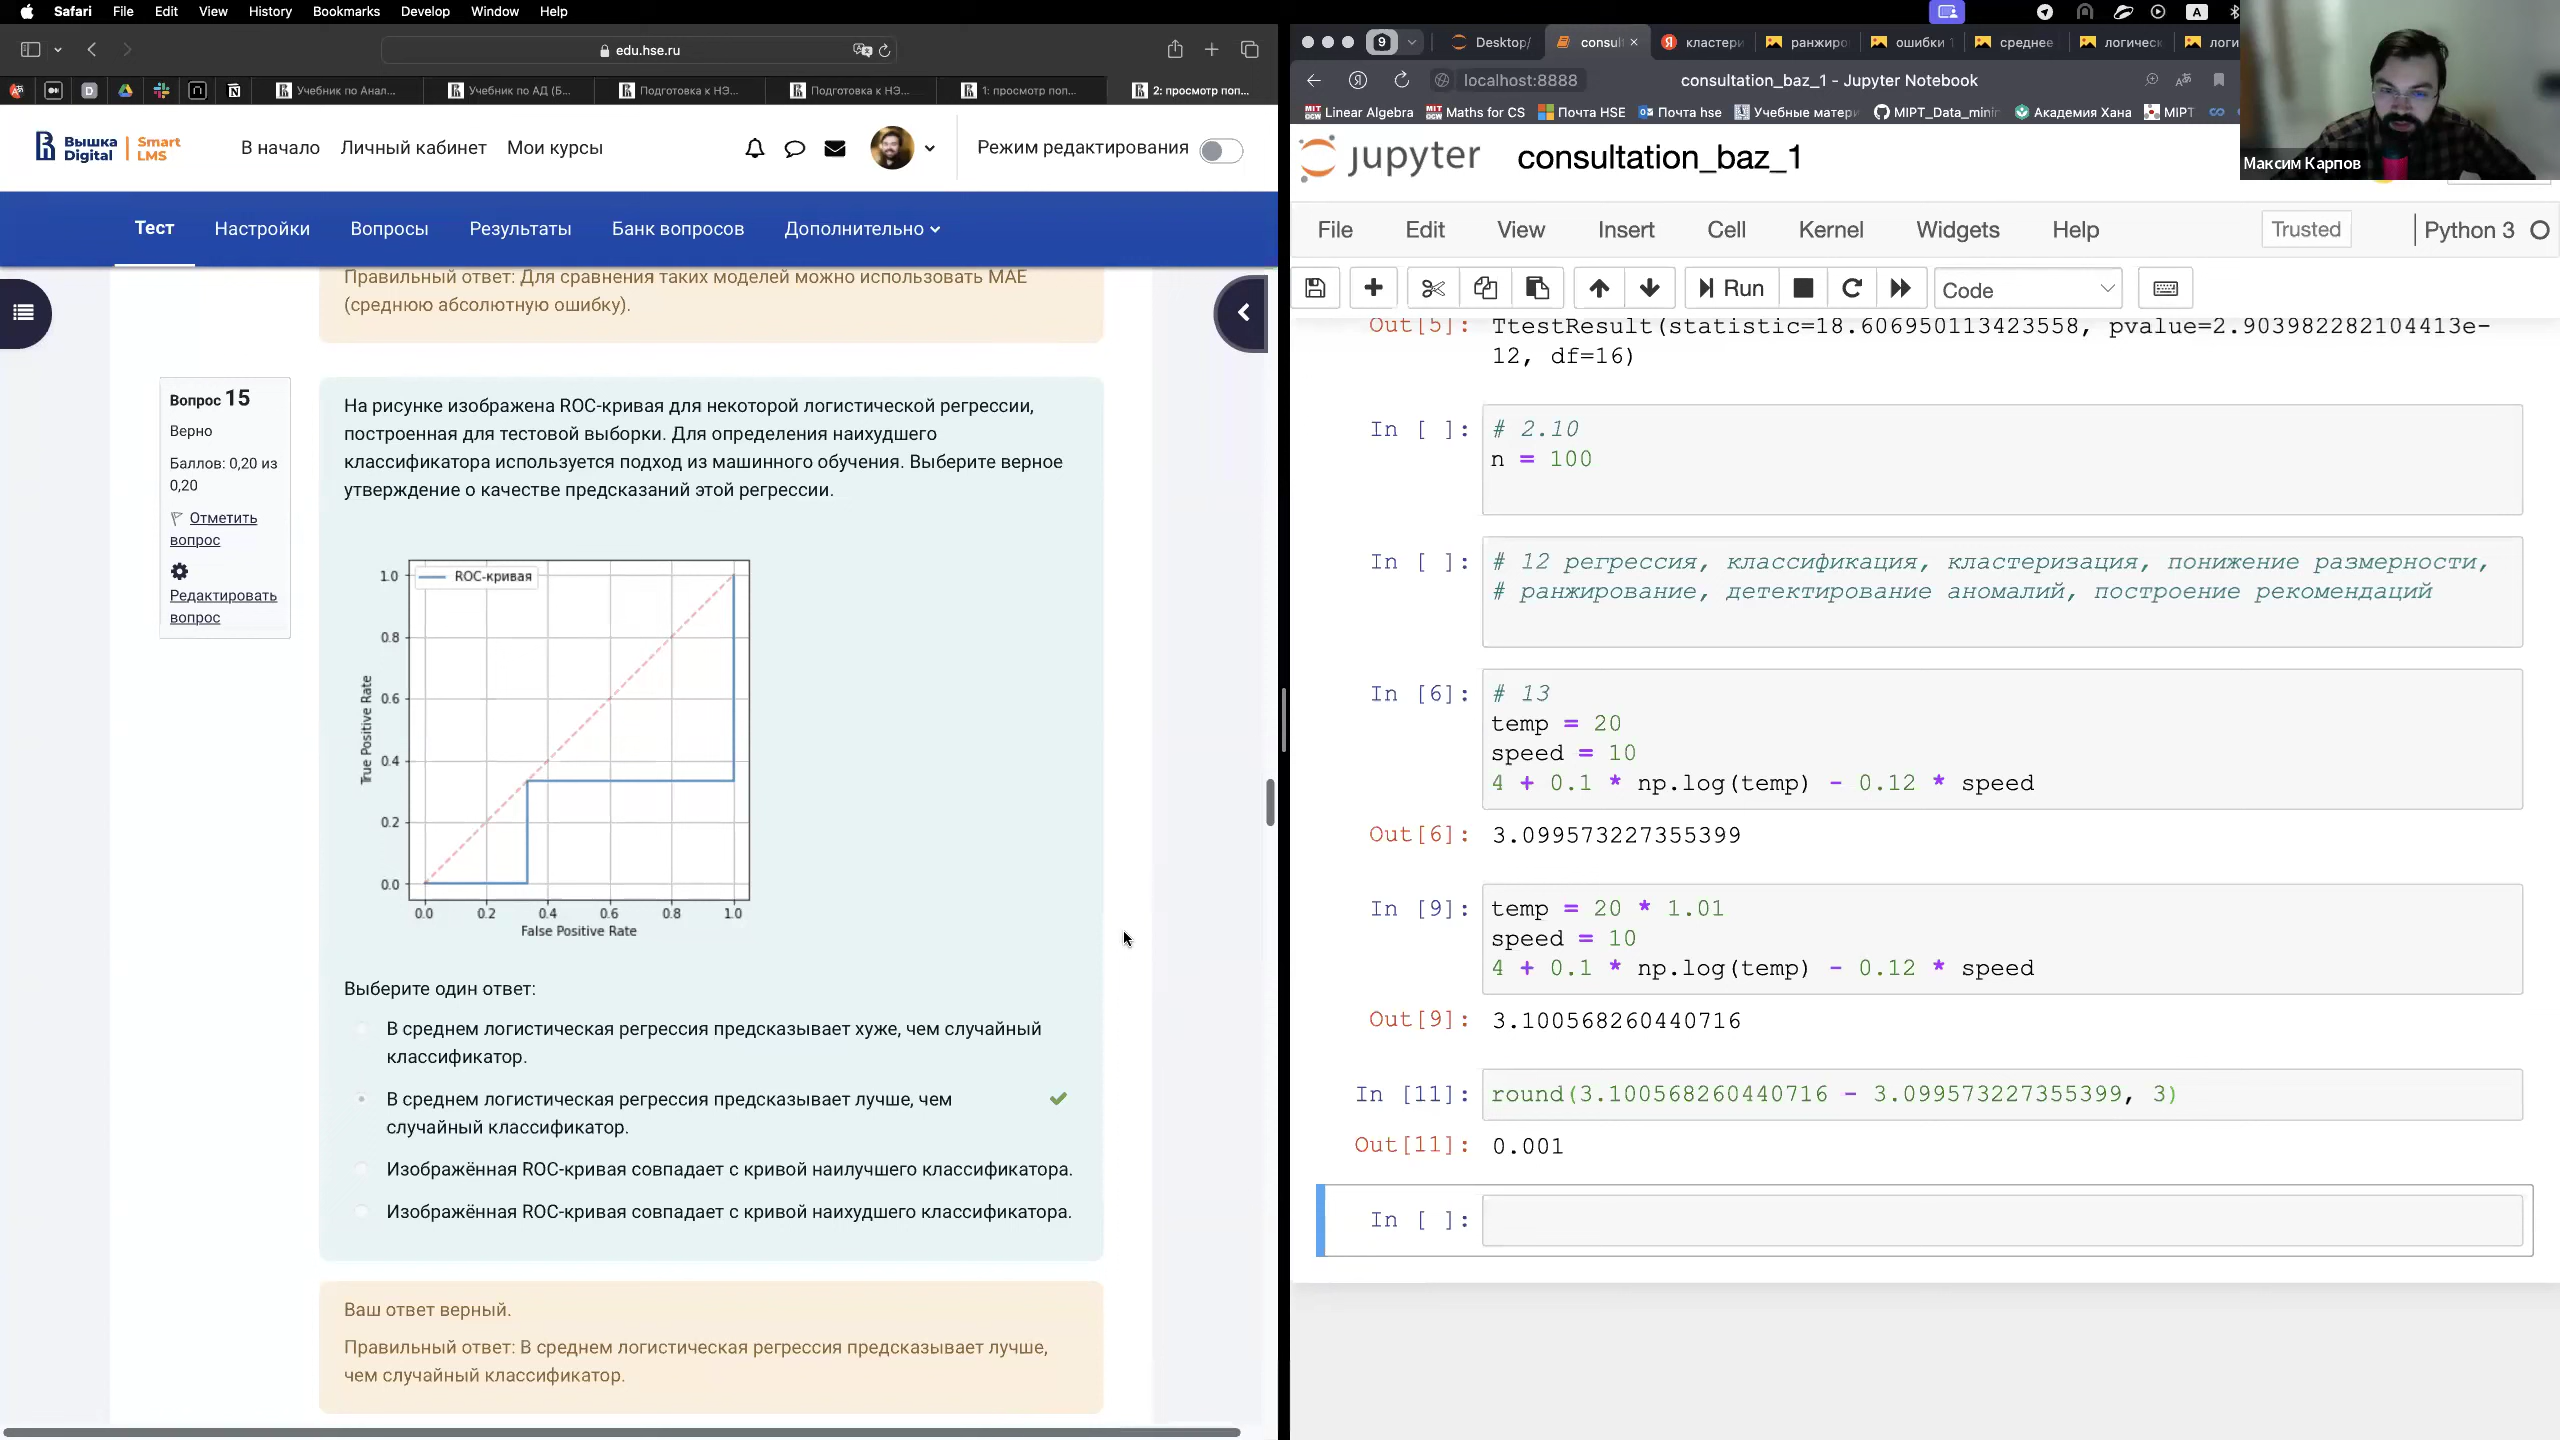 Safari File Edit View History Bookmarks Develop Window Help
A
edu.hse.ru
Учебник по Анал...
Учебник по АД (Б...
Подготовка к НЭ...
Подготовка к НЭ...
1: просмотр поп...
2: просмотр поп...
Вышка Digital Smart LMS
В начало Личный кабинет Мои курсы
Режим редактирования
Тест Настройки Вопросы Результаты Банк вопросов Дополнительно
Правильный ответ: Для сравнения таких моделей можно использовать MAE
(среднюю абсолютную ошибку).
Вопрос 15
Верно
Баллов: 0,20 из
0,20
Отметить
вопрос
Редактировать
вопрос
На рисунке изображена ROC-кривая для некоторой логистической регрессии,
построенная для тестовой выборки. Для определения наихудшего
классификатора используется подход из машинного обучения. Выберите верное
утверждение о качестве предсказаний этой регрессии.
ROC-кривая
1.0
0.8
0.6
0.4
0.2
0.0
True Positive Rate
0.0 0.2 0.4 0.6 0.8 1.0
False Positive Rate
Выберите один ответ:
В среднем логистическая регрессия предсказывает хуже, чем случайный
классификатор.
В среднем логистическая регрессия предсказывает лучше, чем
случайный классификатор.
Изображённая ROC-кривая совпадает с кривой наилучшего классификатора.
Изображённая ROC-кривая совпадает с кривой наихудшего классификатора.
Ваш ответ верный.
Правильный ответ: В среднем логистическая регрессия предсказывает лучше,
чем случайный классификатор.
9 Desktop/ consul кластери ранжиро ошибки 1 среднее логическ логи
localhost:8888 consultation_baz_1 - Jupyter Notebook
Linear Algebra Maths for CS Почта HSE Почта hse Учебные матери MIPT_Data_mini Академия Хана MIPT
Максим Карпов
jupyter consultation_baz_1
File Edit View Insert Cell Kernel Widgets Help Trusted Python 3
Run Code
Out[5]: TtestResult(statistic=18.606950113423558, pvalue=2.903982282104413e-
12, df=16)
In [ ]: # 2.10
n = 100
In [ ]: # 12 регрессия, классификация, кластеризация, понижение размерности,
# ранжирование, детектирование аномалий, построение рекомендаций
In [6]: # 13
temp = 20
speed = 10
4 + 0.1 * np.log(temp) - 0.12 * speed
Out[6]: 3.099573227355399
In [9]: temp = 20 * 1.01
speed = 10
4 + 0.1 * np.log(temp) - 0.12 * speed
Out[9]: 3.100568260440716
In [11]: round(3.100568260440716 - 3.099573227355399, 3)
Out[11]: 0.001
In [ ]: